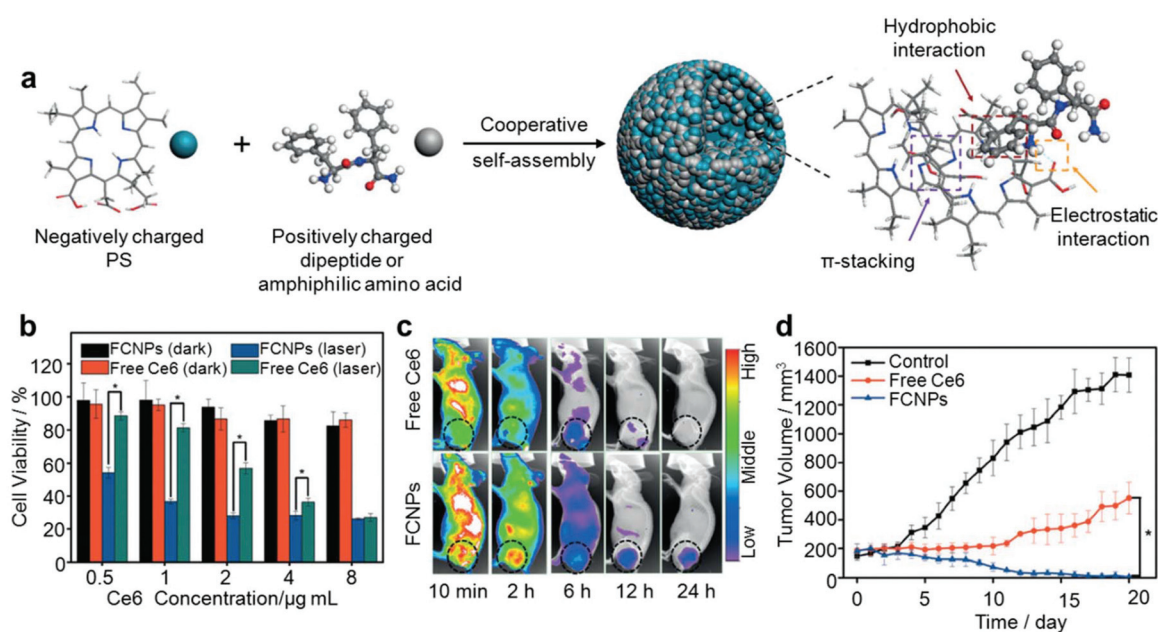 a
Negatively charged
PS
+
Positively charged
dipeptide or
amphiphilic amino acid
Cooperative
self-assembly
Hydrophobic
interaction
Electrostatic
interaction
π-stacking
b
FCNPs (dark)
FCNPs (laser)
Free Ce6 (dark)
Free Ce6 (laser)
*
*
*
*
Cell Viability / %
120
100
80
60
40
20
0
0.5
1
2
4
8
Ce6 Concentration/μg mL
c
Free Ce6
FCNPs
10 min
2 h
6 h
12 h
24 h
High
Middle
Low
d
Control
Free Ce6
FCNPs
Tumor Volume / mm³
1600
1400
1200
1000
800
600
400
200
0
*
0
5
10
15
20
Time / day